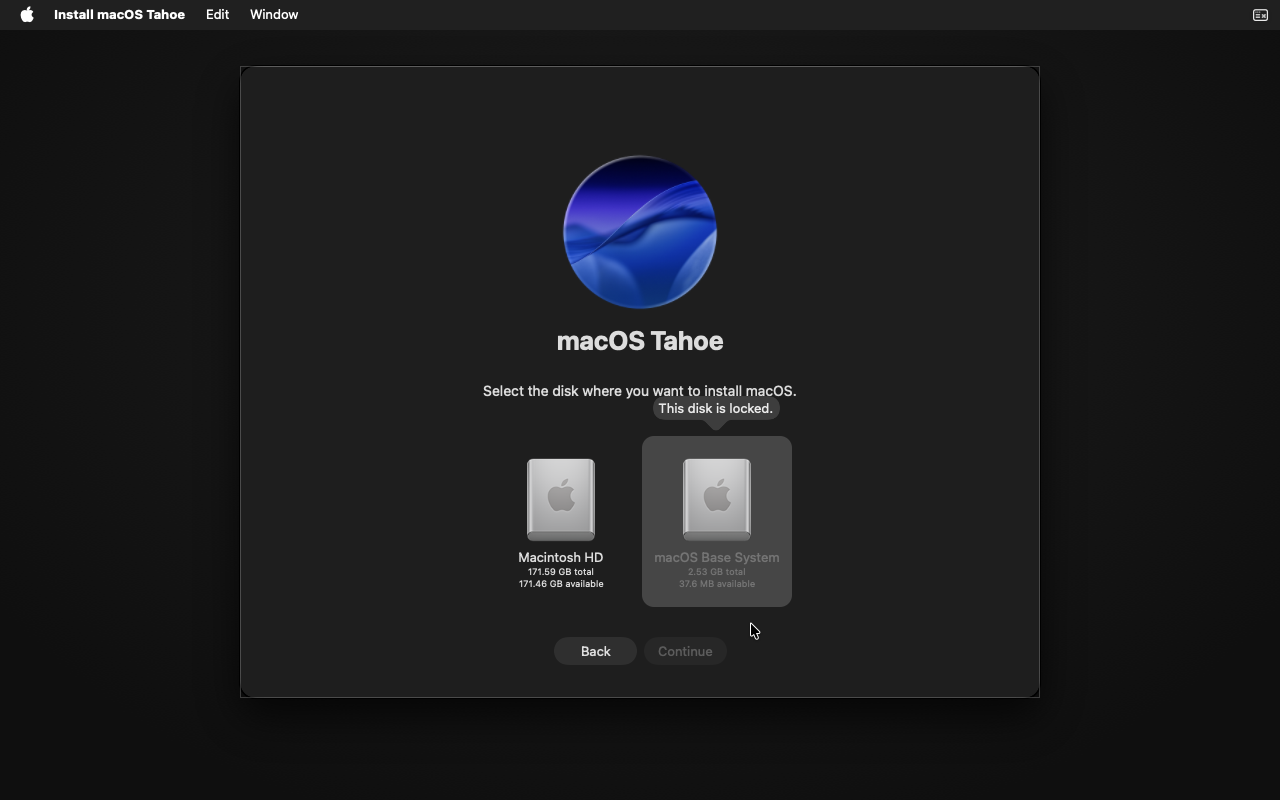 Install macOS Tahoe Edit Window
macOS Tahoe
Select the disk where you want to install macOS.
This disk is locked.
Macintosh HD
171.59 GB total
171.46 GB available
macOS Base System
2.53 GB total
37.6 MB available
Back Continue